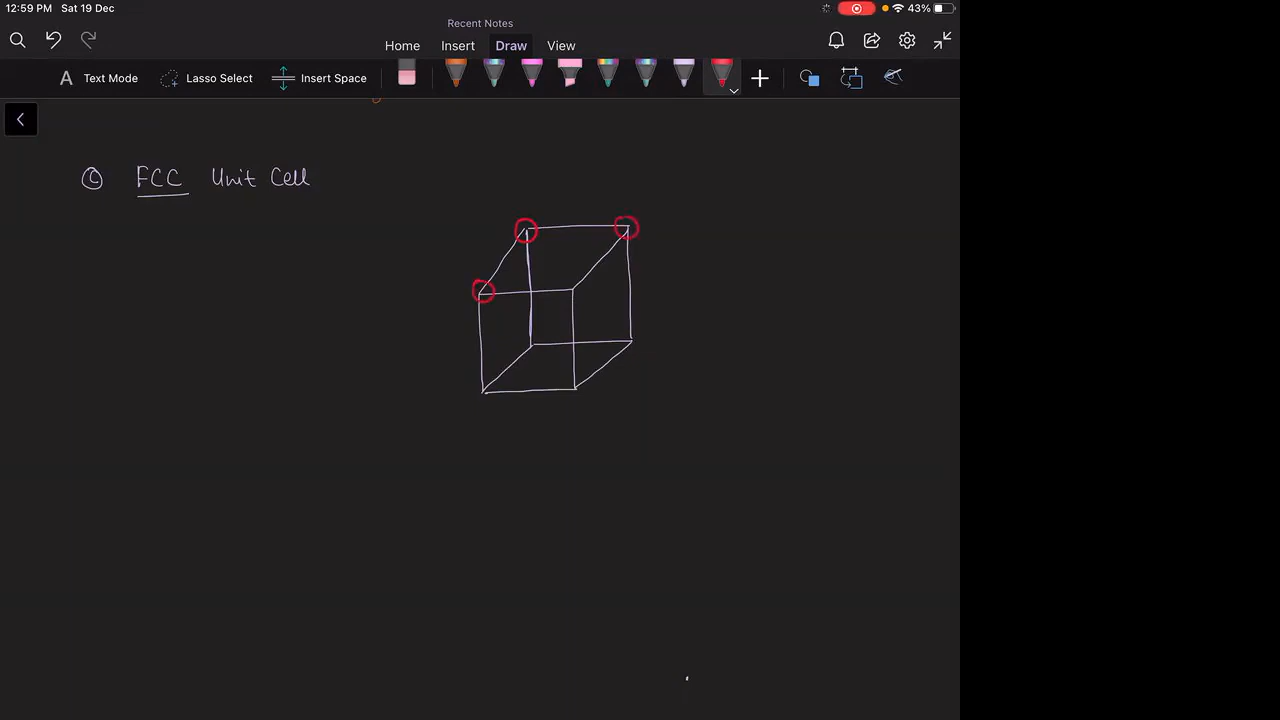 12:59 PM Sat 19 Dec
43%
Recent Notes
Home Insert Draw View
A Text Mode Lasso Select Insert Space
© FCC Unit Cell